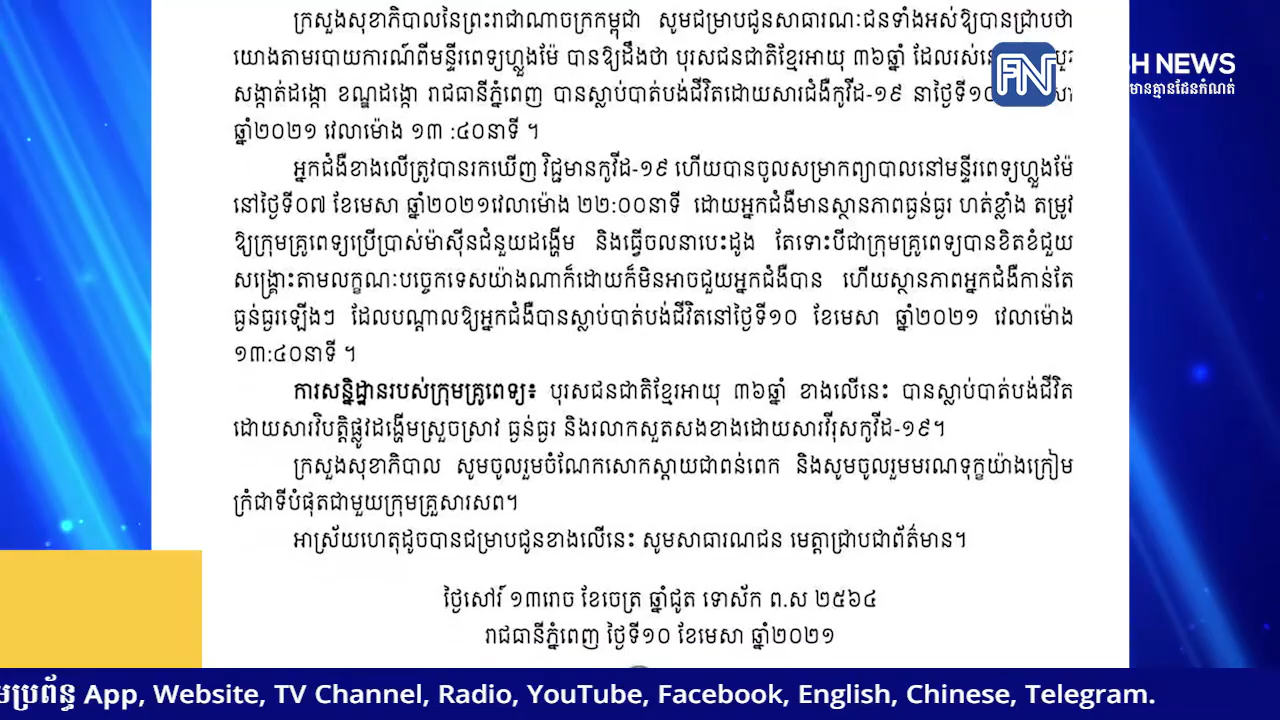 ក្រសួងសុខាភិបាលនៃព្រះរាជាណាចក្រកម្ពុជា សូមជម្រាបជូនសាធារណៈជនទាំងអស់ឱ្យបានជ្រាបថា
យោងតាមរបាយការណ៍ពីមន្ទីរពេទ្យហ្លួងម៉ែ បានឱ្យដឹងថា បុរសជនជាតិខ្មែរអាយុ ៣៦ឆ្នាំ ដែលរស់នៅ
FN
SH NEWS
សង្កាត់ដង្កោ ខណ្ឌដង្កោ រាជធានីភ្នំពេញ បានស្លាប់បាត់បង់ជីវិតដោយសារជំងឺកូវីដ-១៩ នាថ្ងៃទី១០
មានគ្មានដែនកំណត់
ឆ្នាំ២០២១ វេលាម៉ោង ១៣ :៤០នាទី ។
អ្នកជំងឺខាងលើត្រូវបានរកឃើញ វិជ្ជមានកូវីដ-១៩ ហើយបានចូលសម្រាកព្យាបាលនៅមន្ទីរពេទ្យហ្លួងម៉ែ
នៅថ្ងៃទី០៧ ខែមេសា ឆ្នាំ២០២១វេលាម៉ោង ២២:០០នាទី ដោយអ្នកជំងឺមានស្ថានភាពធ្ងន់ធ្ងរ ហត់ខ្លាំង តម្រូវ
ឱ្យក្រុមគ្រូពេទ្យប្រើប្រាស់ម៉ាស៊ីនជំនួយដង្ហើម និងធ្វើចលនាបេះដូង តែទោះបីជាក្រុមគ្រូពេទ្យបានខិតខំជួយ
សង្គ្រោះតាមលក្ខណៈបច្ចេកទេសយ៉ាងណាក៏ដោយក៏មិនអាចជួយអ្នកជំងឺបាន ហើយស្ថានភាពអ្នកជំងឺកាន់តែ
ធ្ងន់ធ្ងរឡើងៗ ដែលបណ្តាលឱ្យអ្នកជំងឺបានស្លាប់បាត់បង់ជីវិតនៅថ្ងៃទី១០ ខែមេសា ឆ្នាំ២០២១ វេលាម៉ោង
១៣:៤០នាទី ។
ការសន្និដ្ឋានរបស់ក្រុមគ្រូពេទ្យ៖ បុរសជនជាតិខ្មែរអាយុ ៣៦ឆ្នាំ ខាងលើនេះ បានស្លាប់បាត់បង់ជីវិត
ដោយសារវិបត្តិផ្លូវដង្ហើមស្រួចស្រាវ ធ្ងន់ធ្ងរ និងរលាកសួតសងខាងដោយសារវីរុសកូវីដ-១៩។
ក្រសួងសុខាភិបាល សូមចូលរួមចំណែកសោកស្តាយជាពន់ពេក និងសូមចូលរួមមរណទុក្ខយ៉ាងក្រៀម
ក្រំជាទីបំផុតជាមួយក្រុមគ្រួសារសព។
អាស្រ័យហេតុដូចបានជម្រាបជូនខាងលើនេះ សូមសាធារណជន មេត្តាជ្រាបជាព័ត៌មាន។
ថ្ងៃសៅរ៍ ១៣រោច ខែចេត្រ ឆ្នាំជូត ទោស័ក ព.ស ២៥៦៤
រាជធានីភ្នំពេញ ថ្ងៃទី១០ ខែមេសា ឆ្នាំ២០២១
មប្រព័ន្ធ App, Website, TV Channel, Radio, YouTube, Facebook, English, Chinese, Telegram.